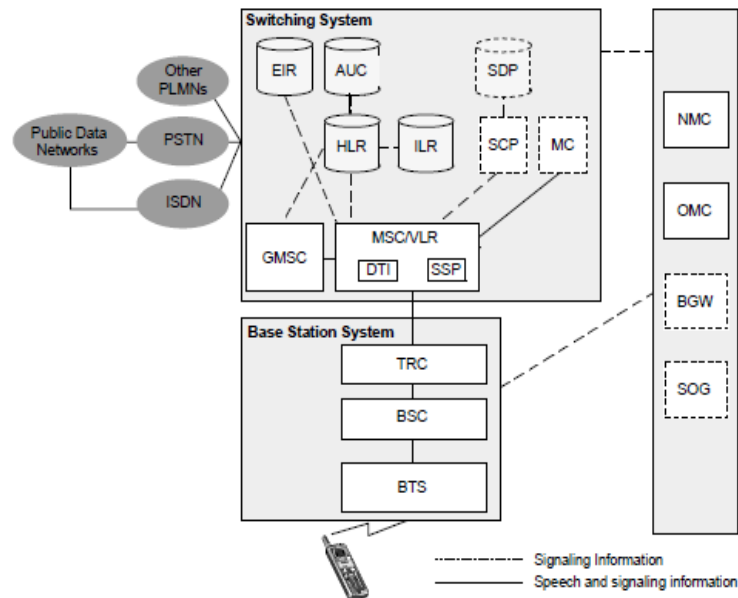 Switching System
EIR
AUC
SDP
Other
PLMNs
NMC
Public Data
Networks
PSTN
HLR
ILR
SCP
MC
ISDN
OMC
MSC/VLR
GMSC
DTI
SSP
BGW
Base Station System
TRC
SOG
BSC
BTS
Signaling Information
Speech and signaling information